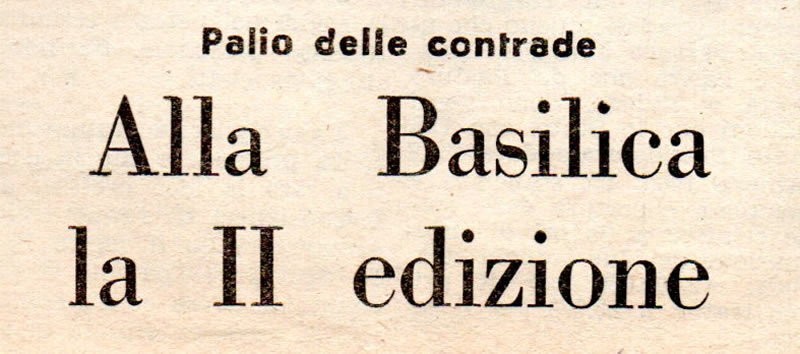 Palio delle contrade
Alla Basilica
la II edizione